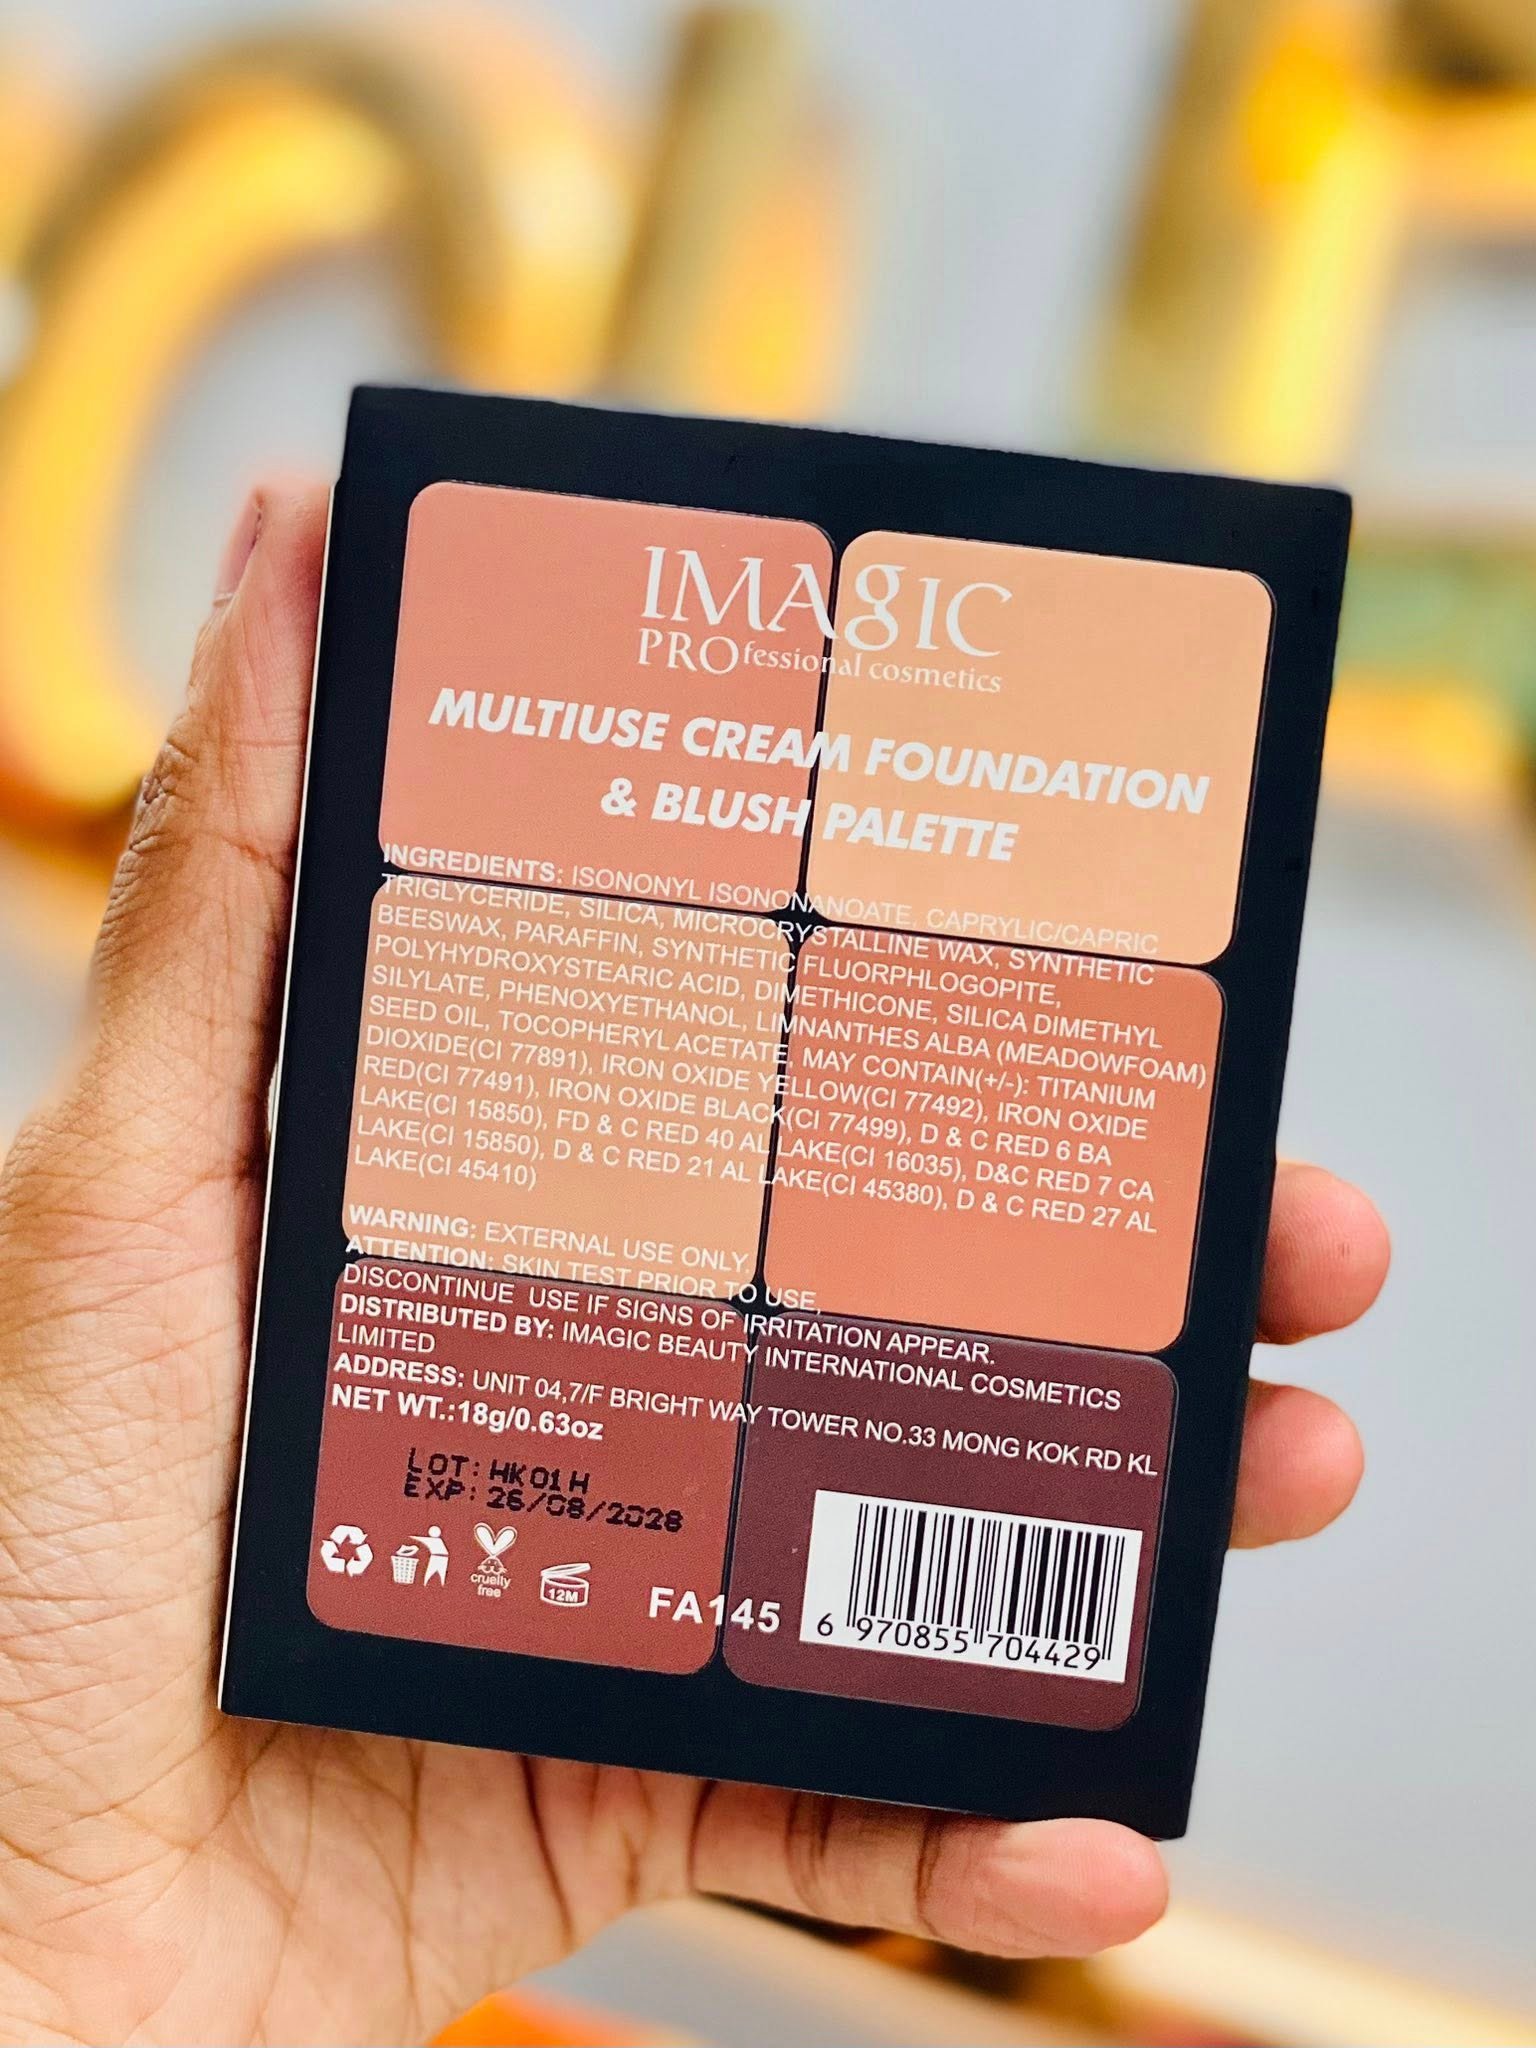 IMAGIC
PROfessional cosmetics
MULTIUSE CREAM FOUNDATION
& BLUSH PALETTE
INGREDIENTS: ISONONYL ISONONANOATE, CAPRYLIC/CAPRIC
TRIGLYCERIDE, SILICA, MICROCRYSTALLINE WAX, SYNTHETIC
BEESWAX, PARAFFIN, SYNTHETIC FLUORPHLOGOPITE,
POLYHYDROXYSTEARIC ACID, DIMETHICONE, SILICA DIMETHYL
SILYLATE, PHENOXYETHANOL, LIMNANTHES ALBA (MEADOWFOAM)
SEED OIL, TOCOPHERYL ACETATE, MAY CONTAIN(+/-): TITANIUM
DIOXIDE(CI 77891), IRON OXIDE YELLOW(CI 77492), IRON OXIDE
RED(CI 77491), IRON OXIDE BLACK(CI 77499), D & C RED 6 BA
LAKE(CI 15850), FD & C RED 40 AL LAKE(CI 16035), D&C RED 7 CA
LAKE(CI 15850), D & C RED 21 AL LAKE(CI 45380), D & C RED 27 AL
LAKE(CI 45410)
WARNING: EXTERNAL USE ONLY.
ATTENTION: SKIN TEST PRIOR TO USE,
DISCONTINUE USE IF SIGNS OF IRRITATION APPEAR.
DISTRIBUTED BY: IMAGIC BEAUTY INTERNATIONAL COSMETICS
LIMITED
ADDRESS: UNIT 04,7/F BRIGHT WAY TOWER NO.33 MONG KOK RD KL
NET WT.:18g/0.63oz
LOT: HK01H
EXP: 26/08/2028
cruelty
free
12M
FA145
6 970855 704429